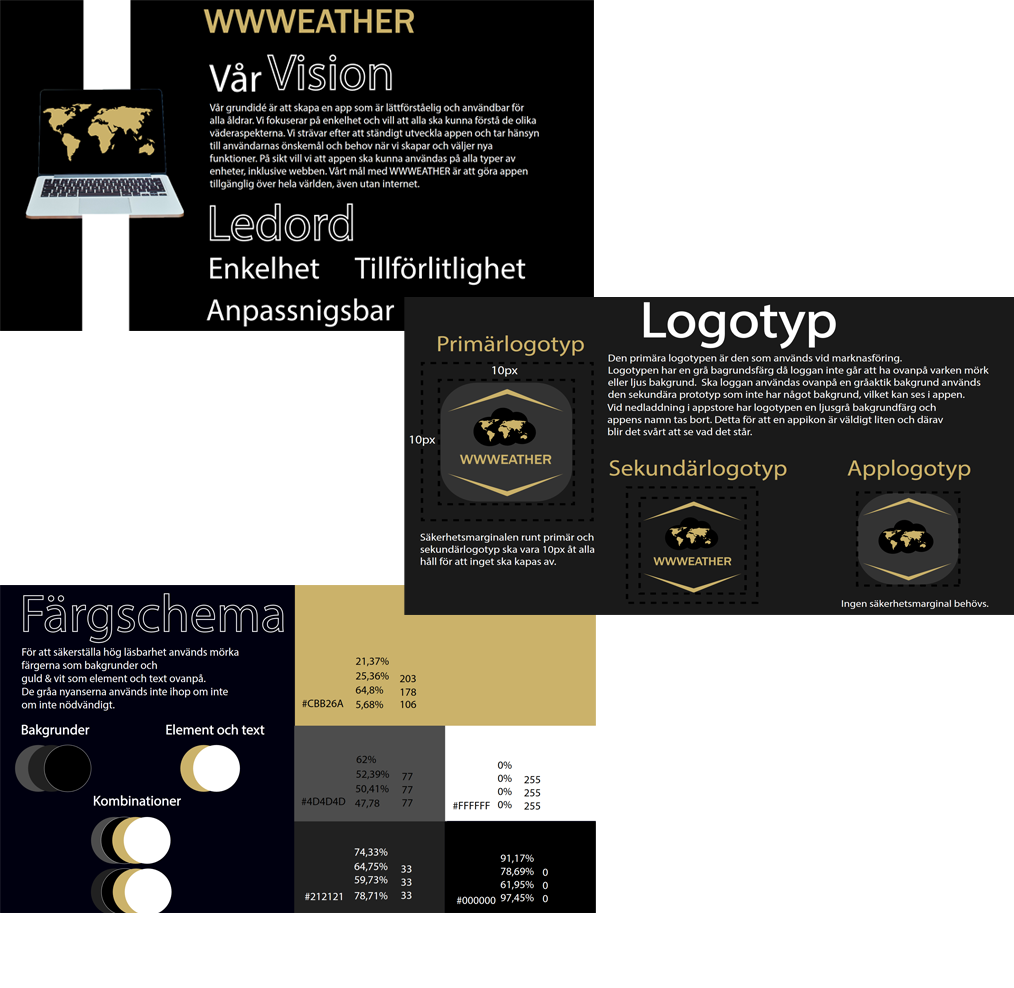 WWWEATHER
Vår Vision
Vår grundidé är att skapa en app som är lättförståelig och användbar för
alla åldrar. Vi fokuserar på enkelhet och vill att alla ska kunna förstå de olika
väderaspekterna. Vi strävar efter att ständigt utveckla appen och tar hänsyn
till användarnas önskemål och behov när vi skapar och väljer nya
funktioner. På sikt vill vi att appen ska kunna användas på alla typer av
enheter, inklusive webben. Vårt mål med WWWEATHER är att göra appen
tillgänglig över hela världen, även utan internet.
Ledord
Enkelhet Tillförlitlighet
Anpassnigsbar
Logotyp
Primärlogotyp
10px
10px
WWWEATHER
Säkerhetsmarginalen runt primär och
sekundärlogotyp ska vara 10px åt alla
håll för att inget ska kapas av.
Den primära logotypen är den som används vid marknasföring.
Logotypen har en grå bagrundsfärg då loggan inte går att ha ovanpå varken mörk
eller ljus bakgrund. Ska loggan användas ovanpå en gråaktik bakgrund används
den sekundära prototyp som inte har något bakgrund, vilket kan ses i appen.
Vid nedladdning i appstore har logotypen en ljusgrå bakgrundfärg och
appens namn tas bort. Detta för att en appikon är väldigt liten och därav
blir det svårt att se vad det står.
Sekundärlogotyp
WWWEATHER
Applogotyp
Ingen säkerhetsmarginal behövs.
Färgschema
För att säkerställa hög läsbarhet används mörka
färgerna som bakgrunder och
guld & vit som element och text ovanpå.
De gråa nyanserna används inte ihop om inte
om inte nödvändigt.
Bakgrunder
Element och text
Kombinationer
21,37%
25,36% 203
64,8% 178
#CBB26A 5,68% 106
62%
52,39% 77
50,41% 77
#4D4D4D 47,78 77
0%
0% 255
0% 255
#FFFFFF 0% 255
74,33%
64,75% 33
59,73% 33
#212121 78,71% 33
91,17%
78,69% 0
61,95% 0
#000000 97,45% 0